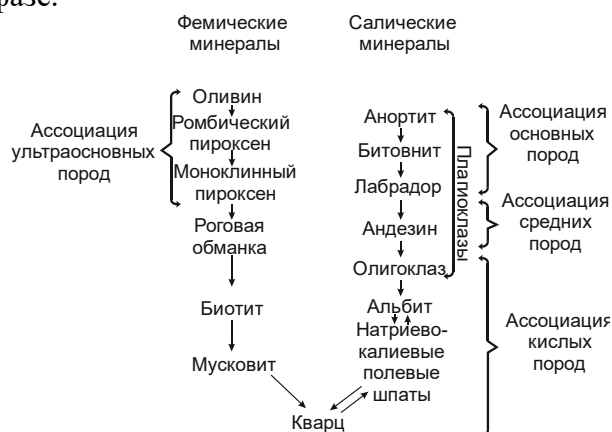 разе.
Фемические
минералы
Салические
минералы
Оливин
Ромбический
пироксен
Моноклинный
пироксен
Роговая
обманка
Биотит
Мусковит
Кварц
Ассоциация
ультраосновных
пород
Анортит
Битовнит
Лабрадор
Андезин
Олигоклаз
Альбит
Натриево-
калиевые
полевые
шпаты
Плагиоклазы
Ассоциация
основных
пород
Ассоциация
средних
пород
Ассоциация
кислых
пород